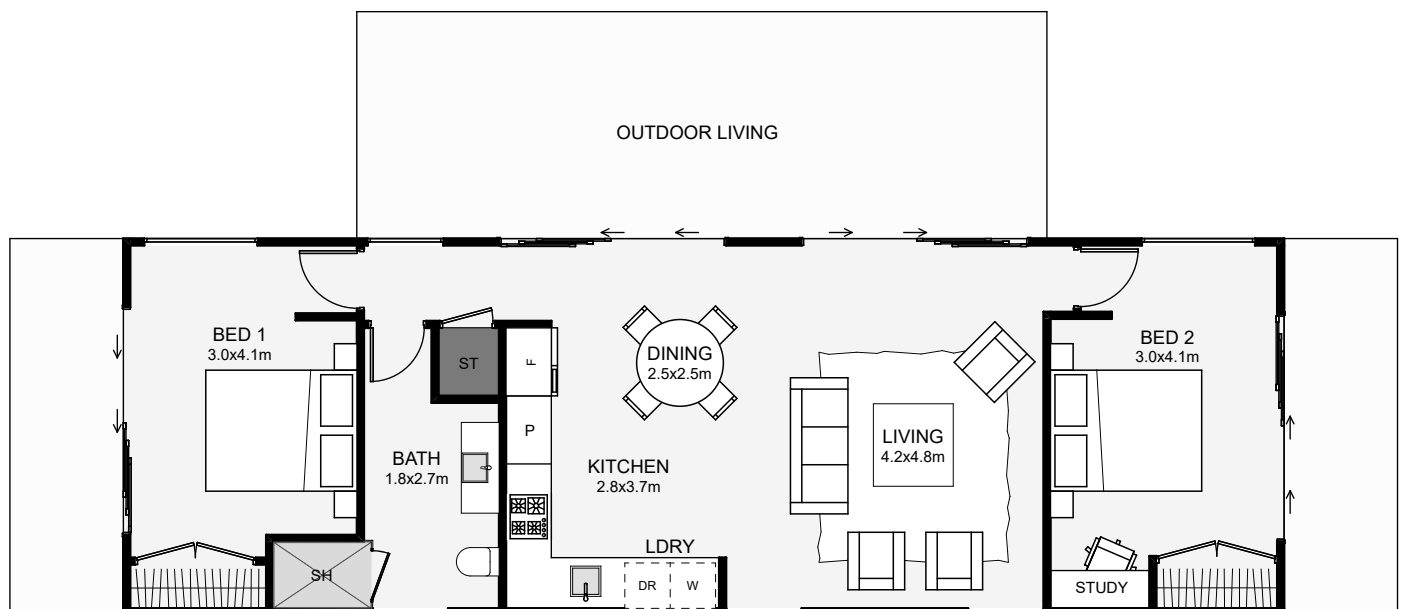 OUTDOOR LIVING
BED 1
3.0x4.1m
ST
F
DINING
2.5x2.5m
BED 2
3.0x4.1m
P
BATH
1.8x2.7m
KITCHEN
2.8x3.7m
LIVING
4.2x4.8m
LDRY
SH
DR
W
STUDY